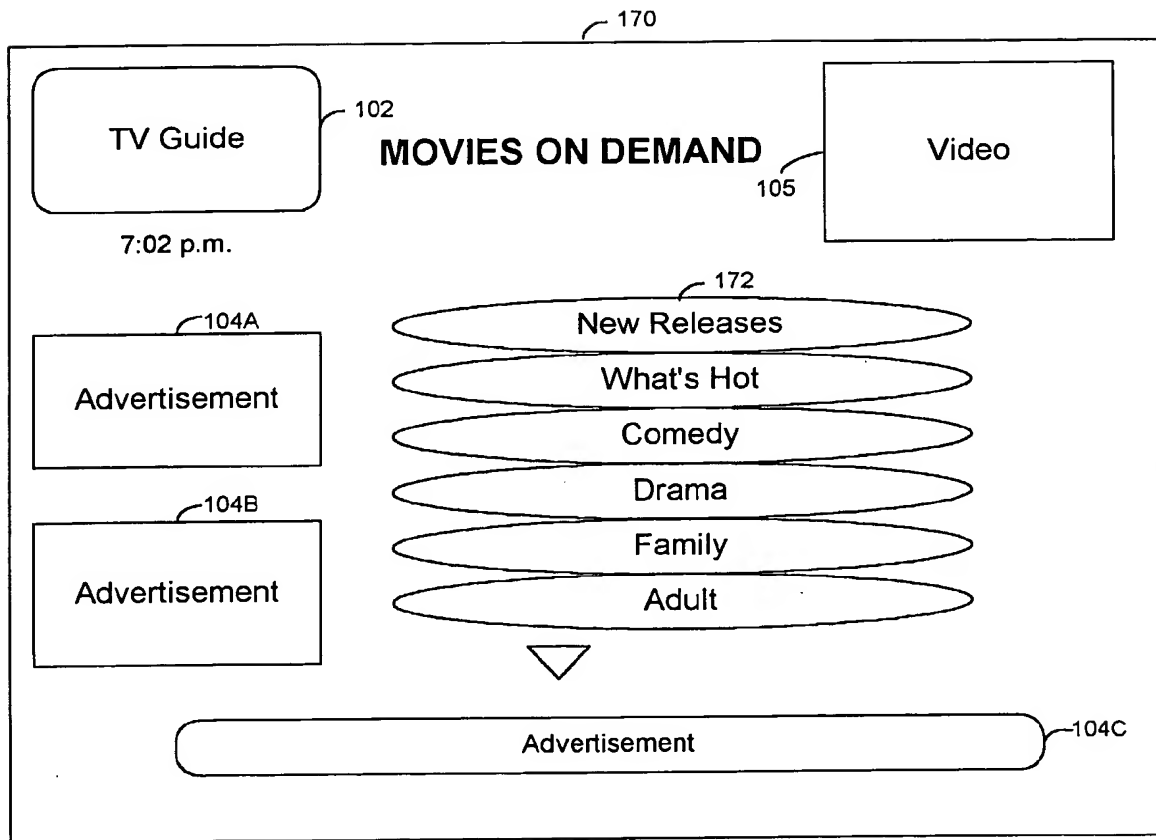 170
TV Guide
102
MOVIES ON DEMAND
Video
105
7:02 p.m.
172
New Releases
104A
What's Hot
Advertisement
Comedy
Drama
104B
Family
Advertisement
Adult
Advertisement
104C